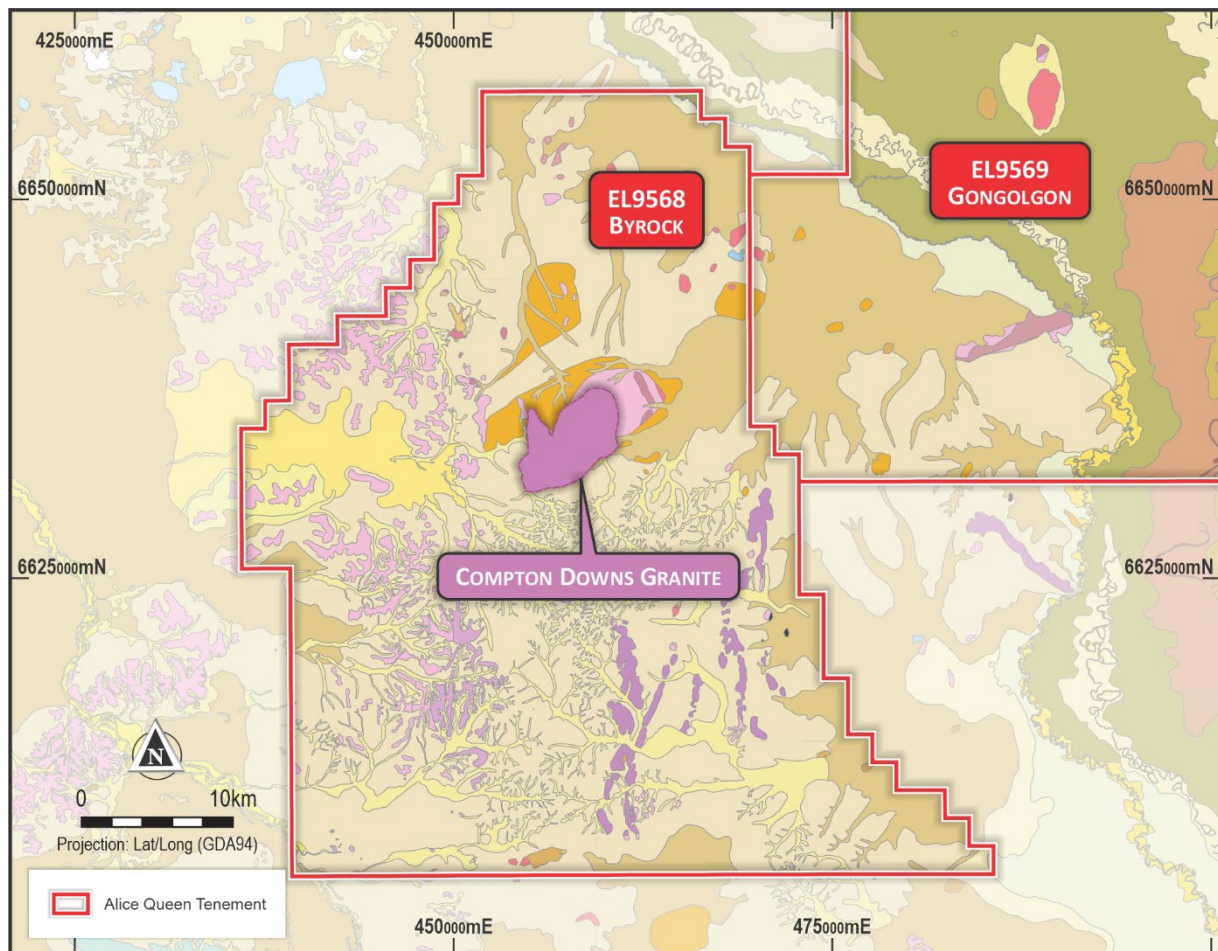 425000mE
450000mE
6650000mN
EL9568
BYROCK
EL9569
GONGOLGON
6650000mN
COMPTON DOWNS GRANITE
6625000mN
6625000mN
N
0 10km
Projection: Lat/Long (GDA94)
Alice Queen Tenement
450000mE
475000mE